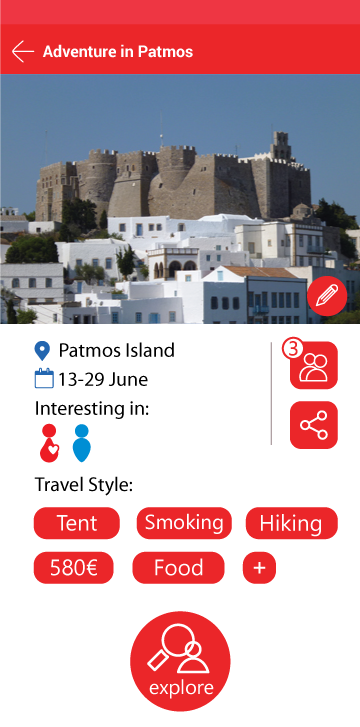 Adventure in Patmos
Patmos Island
3
13-29 June
Interesting in:
Travel Style:
Tent Smoking Hiking
580€ Food +
explore